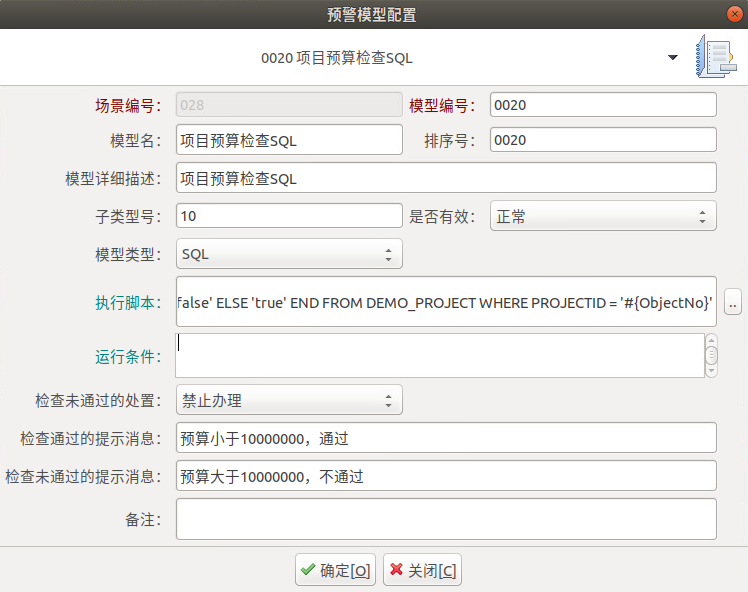 预警模型配置
0020 项目预算检查SQL
场景编号： 028 模型编号： 0020
模型名： 项目预算检查SQL 排序号： 0020
模型详细描述： 项目预算检查SQL
子类型号： 10 是否有效： 正常
模型类型： SQL
执行脚本： false' ELSE 'true' END FROM DEMO_PROJECT WHERE PROJECTID = '#{ObjectNo}' ..
运行条件：
检查未通过的处置： 禁止办理
检查通过的提示消息： 预算小于10000000，通过
检查未通过的提示消息： 预算大于10000000，不通过
备注：
确定[O] 关闭[C]